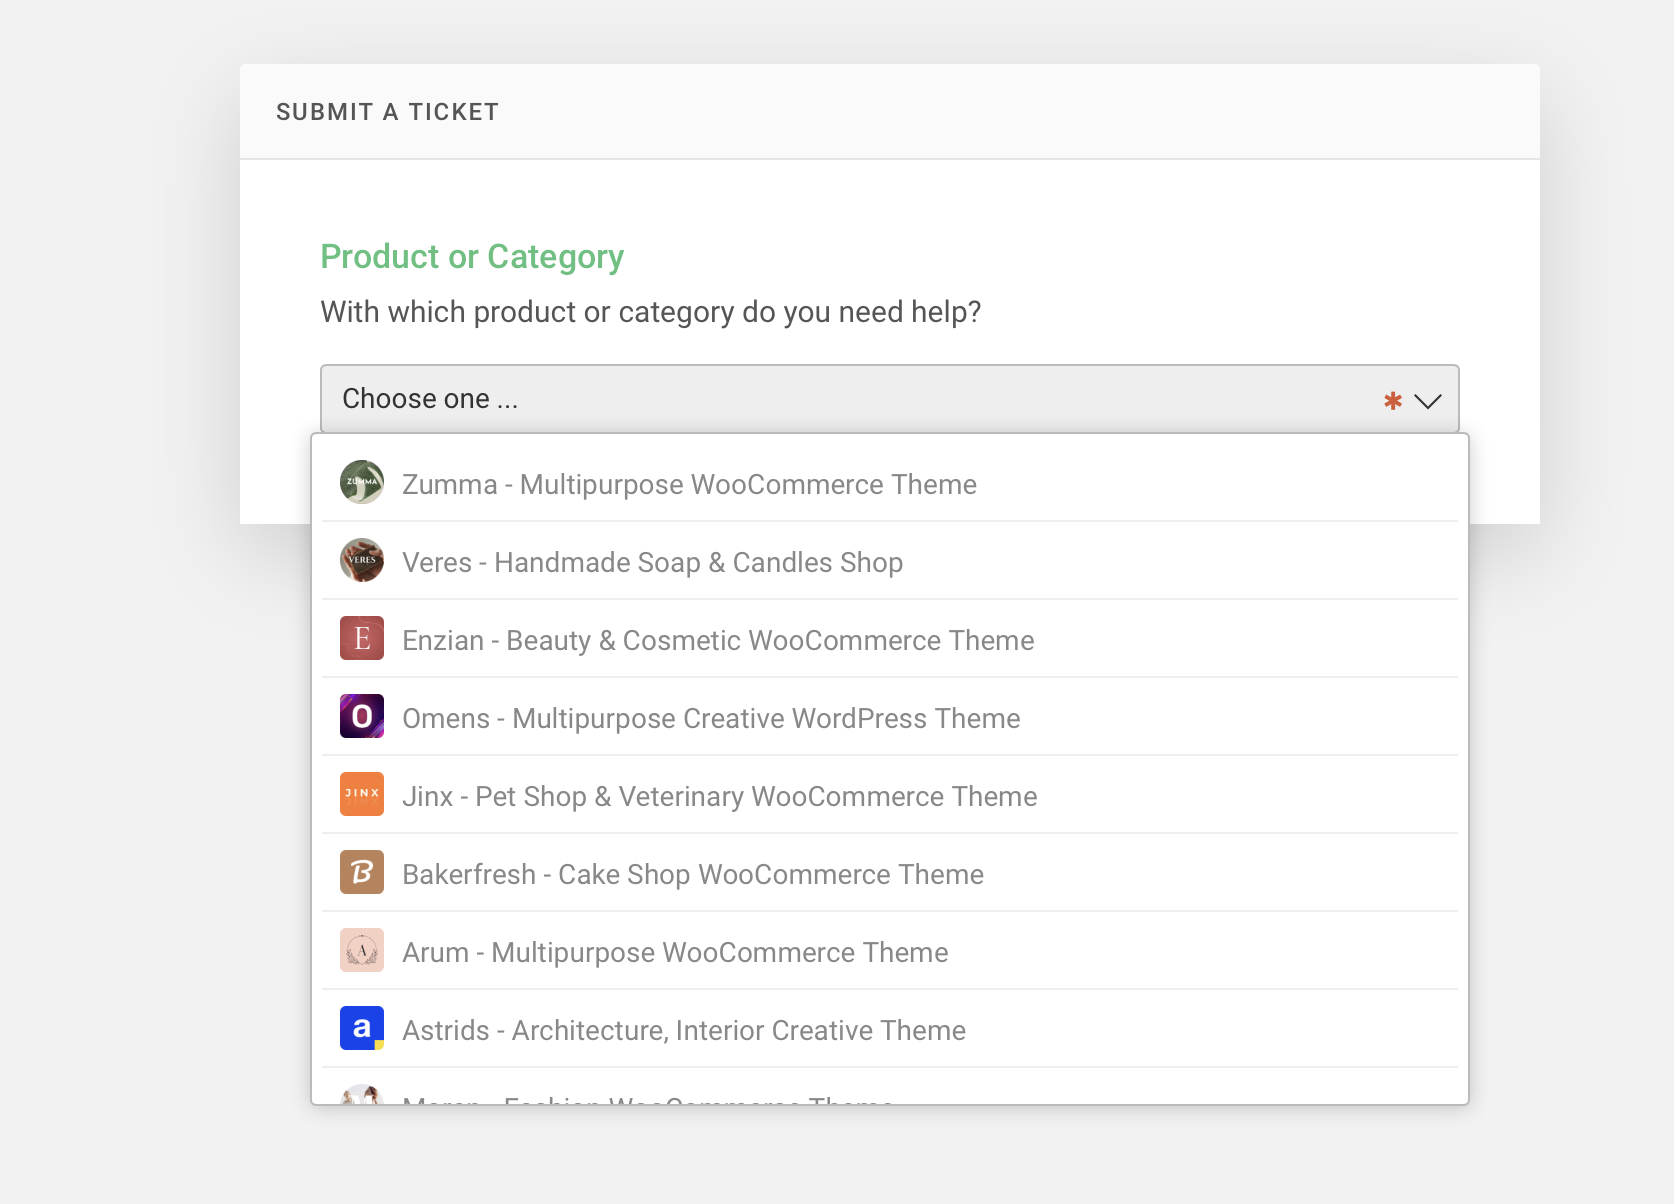 SUBMIT A TICKET
Product or Category
With which product or category do you need help?
Choose one ...
*
ZUMMA
Zumma - Multipurpose WooCommerce Theme
VERES
Veres - Handmade Soap & Candles Shop
E
Enzian - Beauty & Cosmetic WooCommerce Theme
O
Omens - Multipurpose Creative WordPress Theme
JINX
Jinx - Pet Shop & Veterinary WooCommerce Theme
B
Bakerfresh - Cake Shop WooCommerce Theme
A
Arum - Multipurpose WooCommerce Theme
a
Astrids - Architecture, Interior Creative Theme
- Fashion WooCommerce Theme